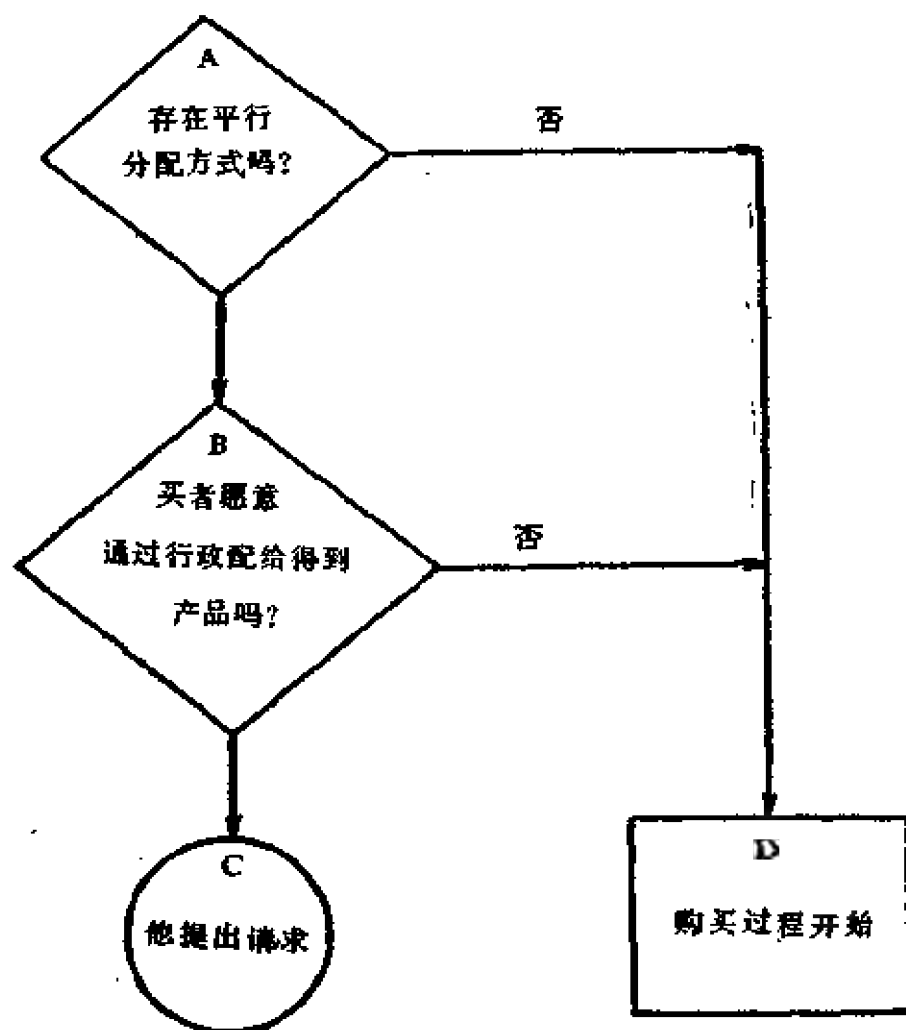 A
存在平行
分配方式吗?
否
B
买者愿意
通过行政配给得到
产品吗?
否
C
他提出请求
D
购买过程开始